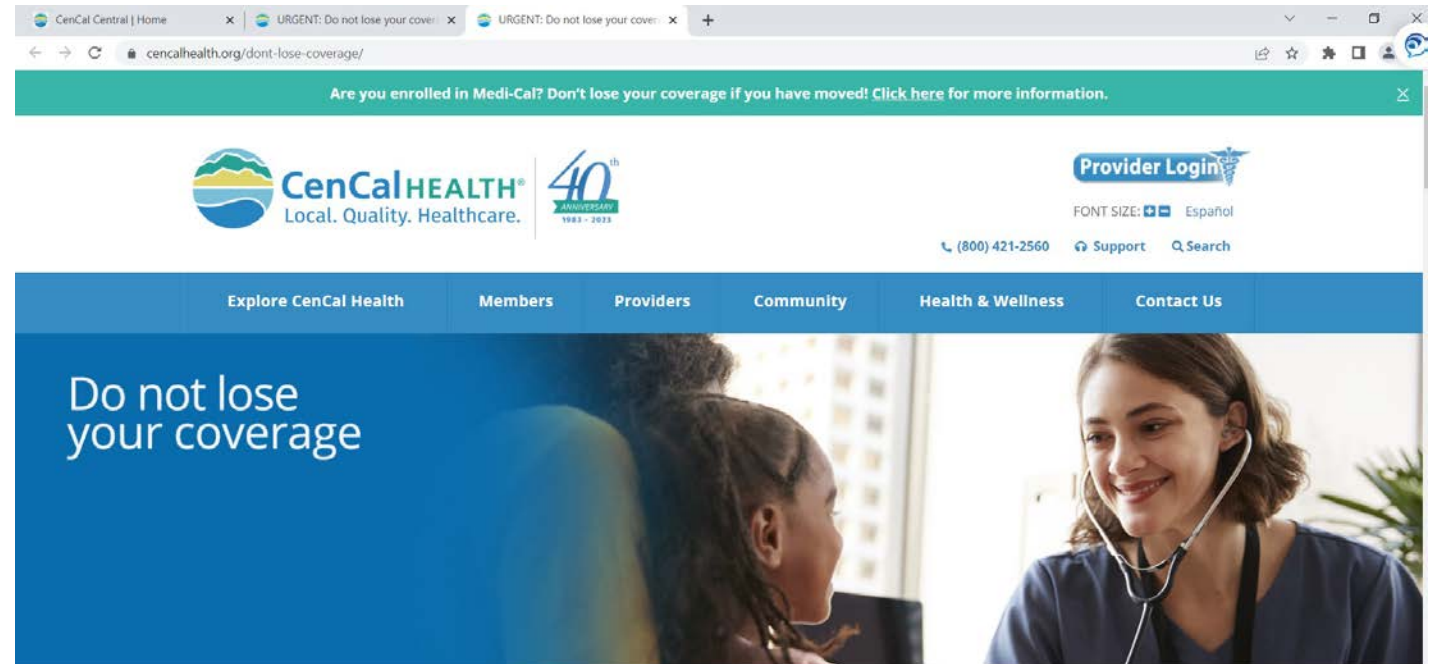 CenCal Central | Home
URGENT: Do not lose your cover
URGENT: Do not lose your cover
cencalhealth.org/dont-lose-coverage/
Are you enrolled in Medi-Cal? Don't lose your coverage if you have moved! Click here for more information.
CenCal HEALTH®
Local. Quality. Healthcare.
40th
ANNIVERSARY
1983 - 2023
Provider Login
FONT SIZE: Español
(800) 421-2560 Support Search
Explore CenCal Health Members Providers Community Health & Wellness Contact Us
Do not lose
your coverage